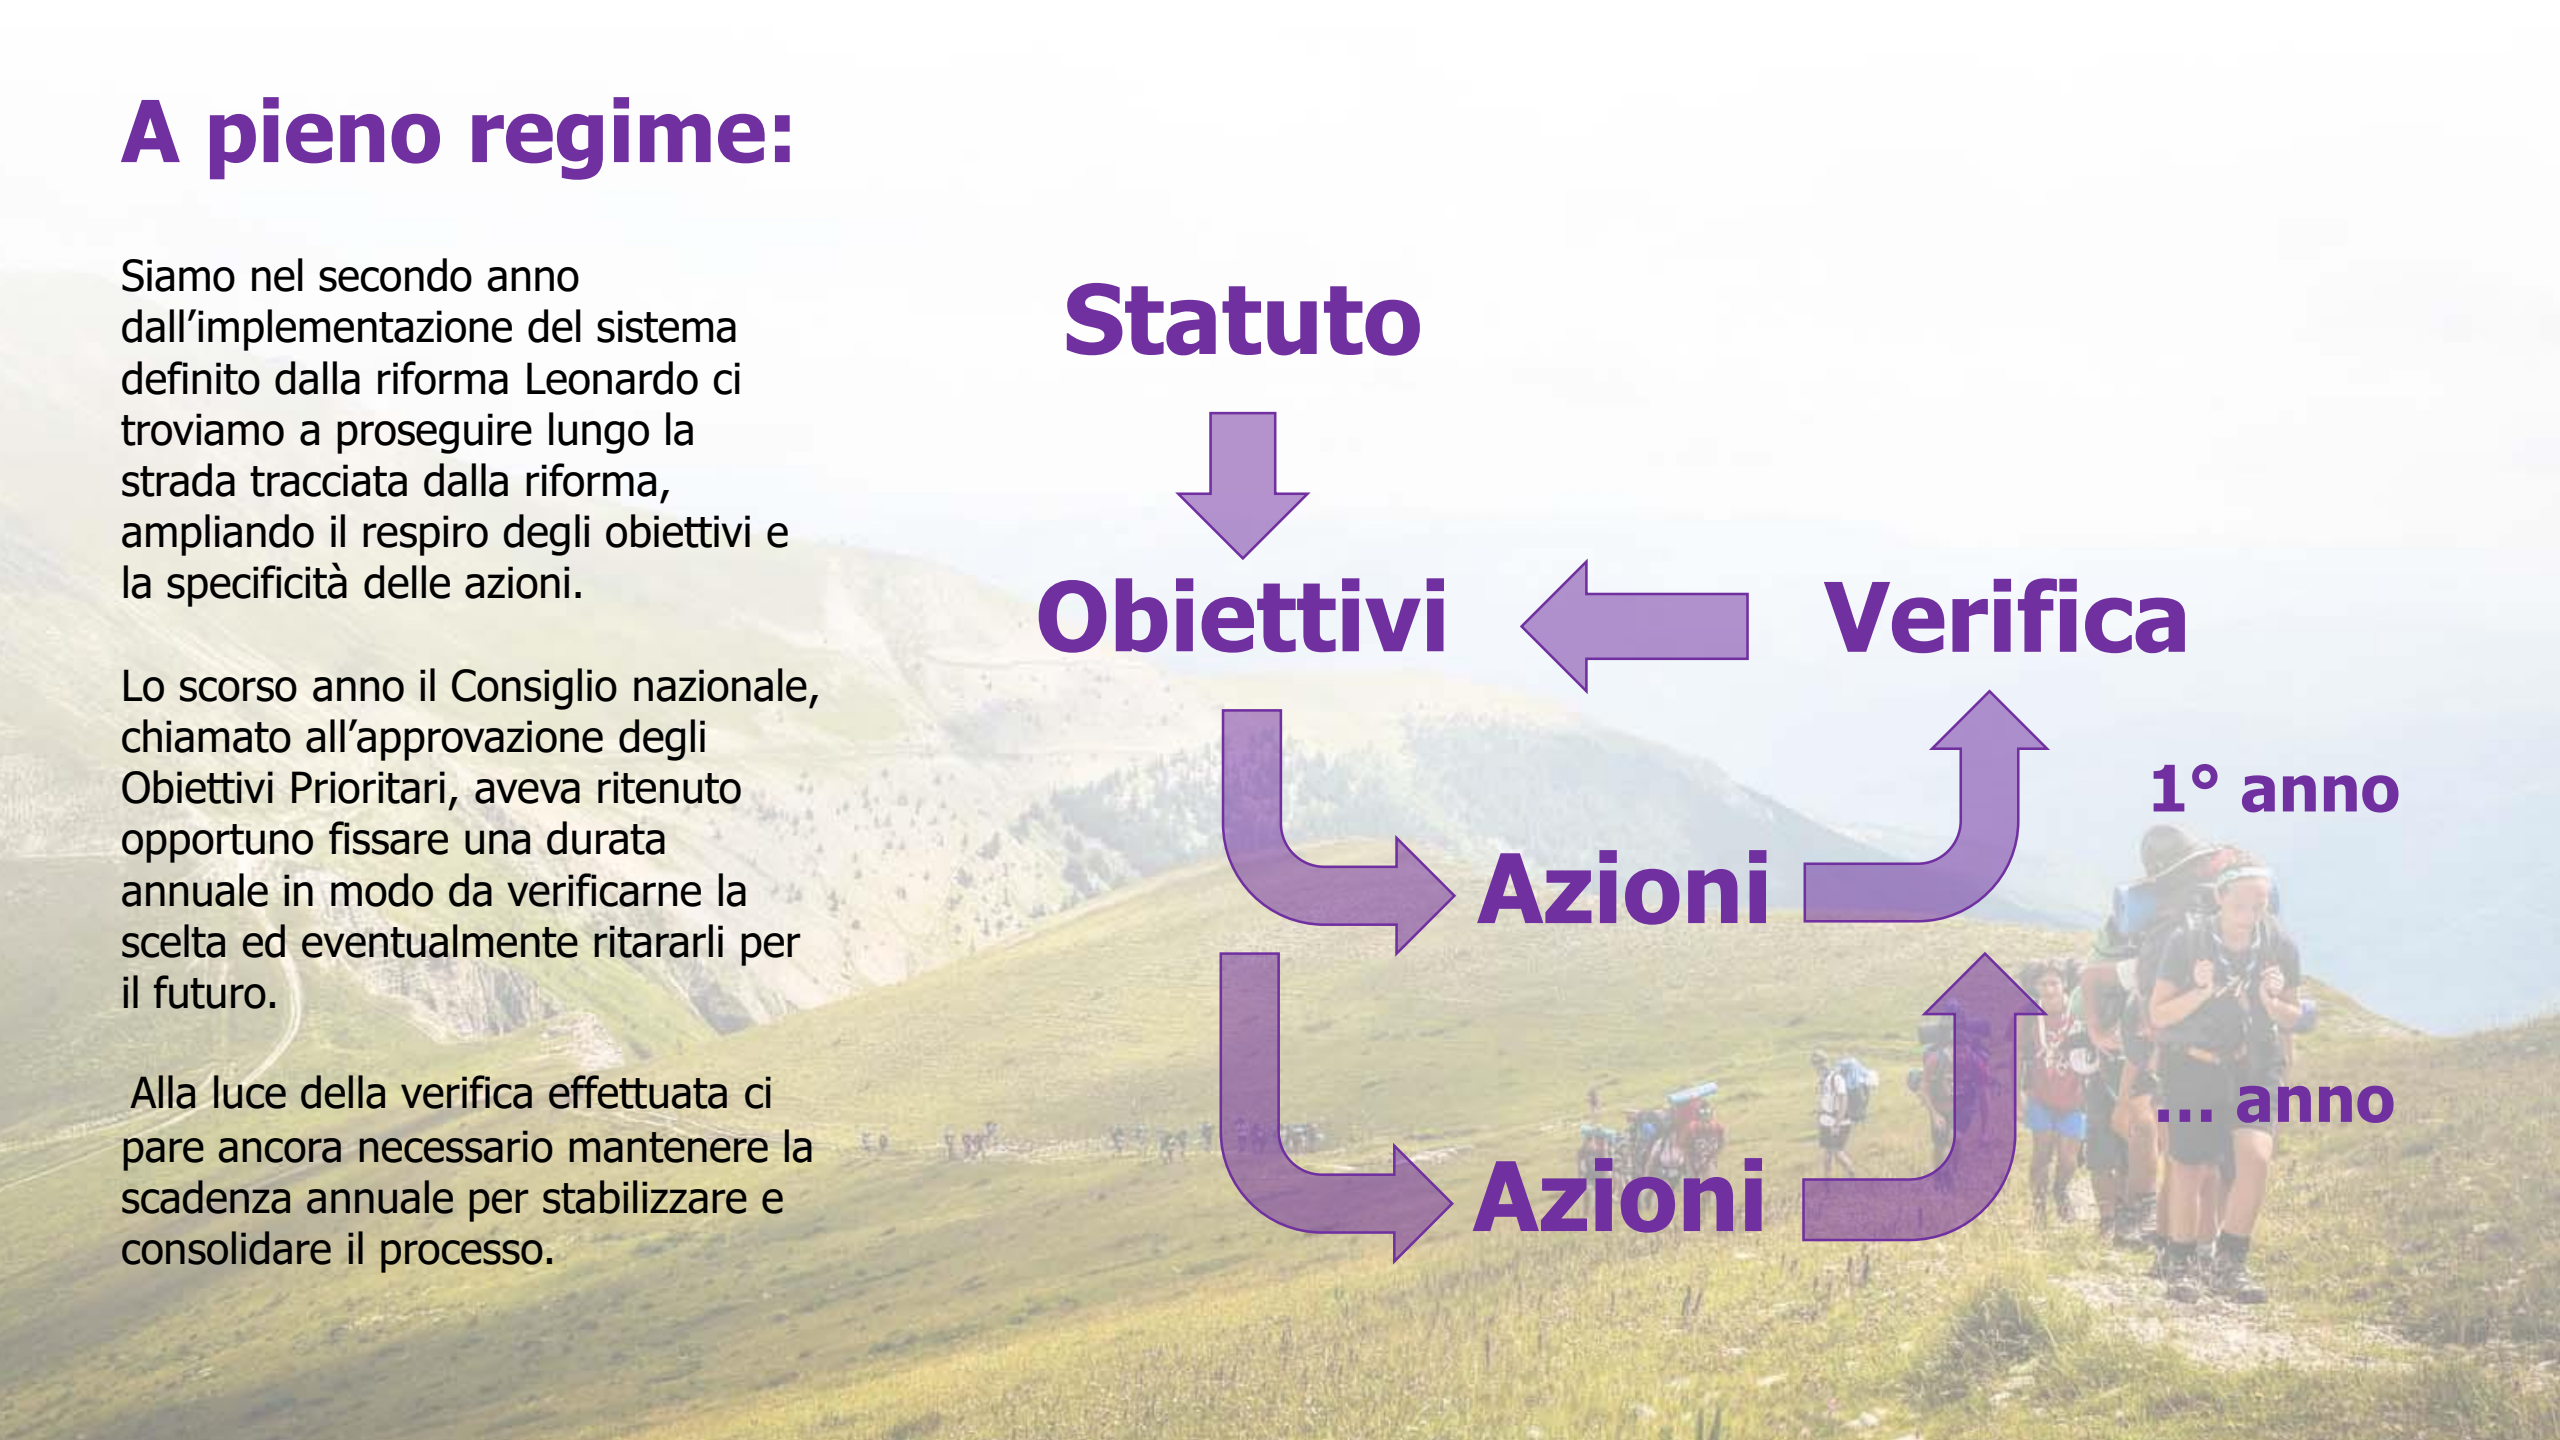 A pieno regime:
Siamo nel secondo anno
dall’implementazione del sistema
definito dalla riforma Leonardo ci
troviamo a proseguire lungo la
strada tracciata dalla riforma,
ampliando il respiro degli obiettivi e
la specificità delle azioni.
Lo scorso anno il Consiglio nazionale,
chiamato all’approvazione degli
Obiettivi Prioritari, aveva ritenuto
opportuno fissare una durata
annuale in modo da verificarne la
scelta ed eventualmente ritararli per
il futuro.
Alla luce della verifica effettuata ci
pare ancora necessario mantenere la
scadenza annuale per stabilizzare e
consolidare il processo.
Statuto
Obiettivi
Verifica
1° anno
Azioni
... anno
Azioni